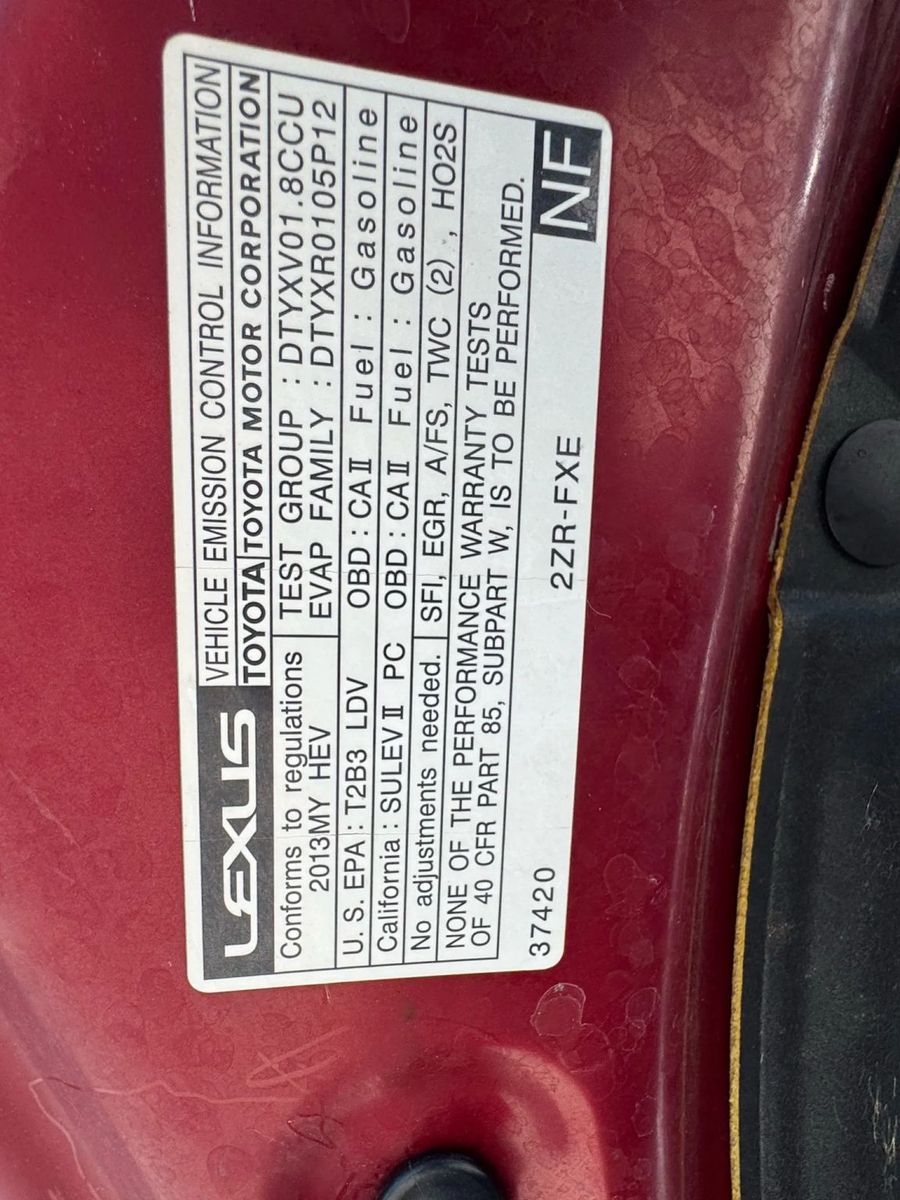 LEXUS
VEHICLE EMISSION CONTROL INFORMATION
TOYOTA TOYOTA MOTOR CORPORATION
Conforms to regulations
2013MY HEV
TEST GROUP : DTYXV01.8CCU
EVAP FAMILY : DTYXR0105P12
U.S. EPA : T2B3 LDV OBD : CAⅡ Fuel : Gasoline
California : SULEVⅡ PC OBD : CAⅡ Fuel : Gasoline
No adjustments needed. SFI, EGR, A/FS, TWC (2), HO2S
NONE OF THE PERFORMANCE WARRANTY TESTS
OF 40 CFR PART 85, SUBPART W, IS TO BE PERFORMED.
37420 2ZR-FXE NF